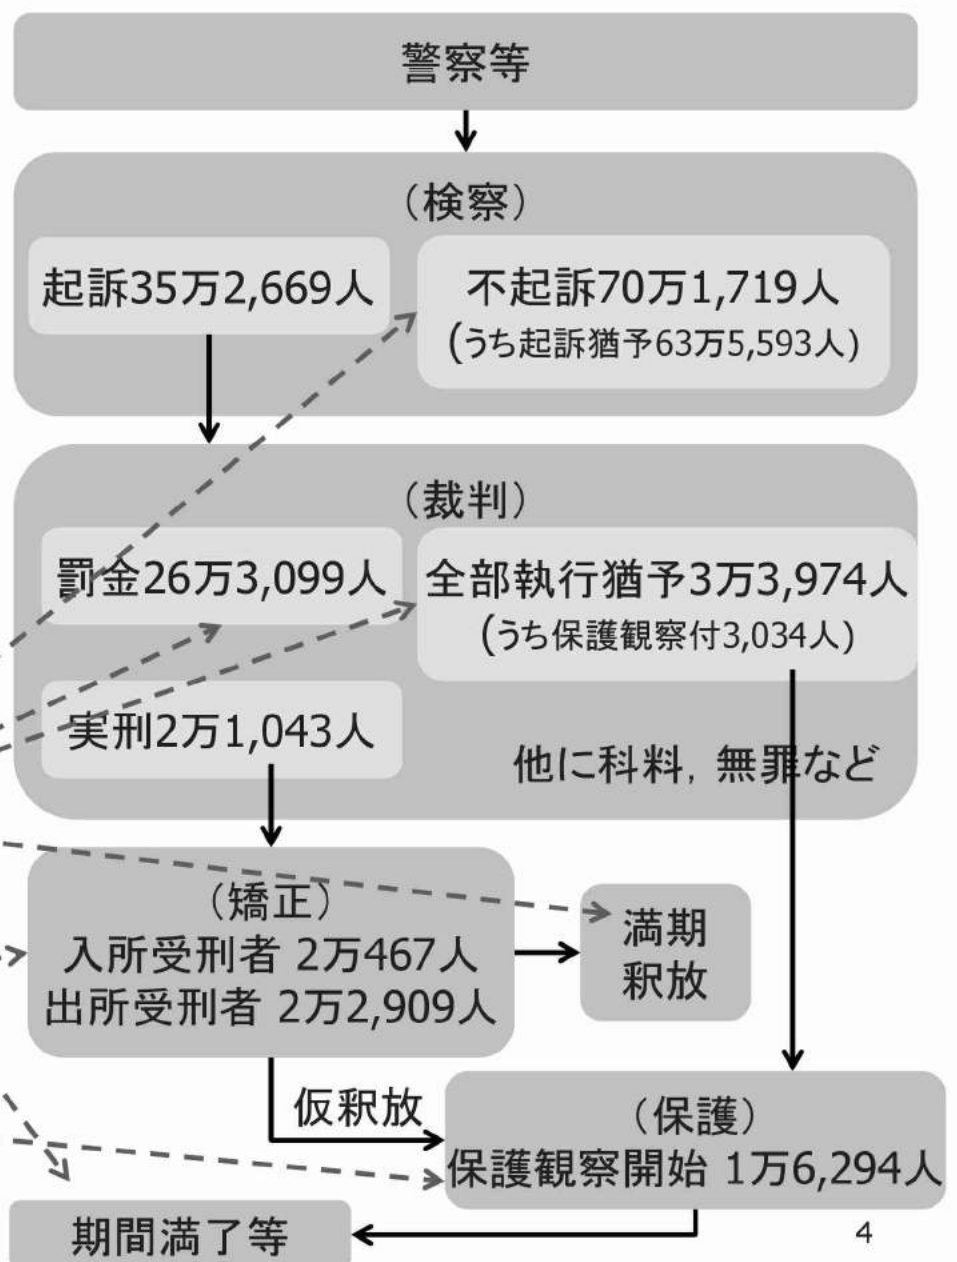 警察等
（検察）
起訴35万2,669人
不起訴70万1,719人
(うち起訴猶予63万5,593人)
（裁判）
罰金26万3,099人
全部執行猶予3万3,974人
(うち保護観察付3,034人)
実刑2万1,043人
他に科料，無罪など
（矯正）
入所受刑者 2万467人
出所受刑者 2万2,909人
満期
釈放
仮釈放
（保護）
保護観察開始 1万6,294人
期間満了等
4